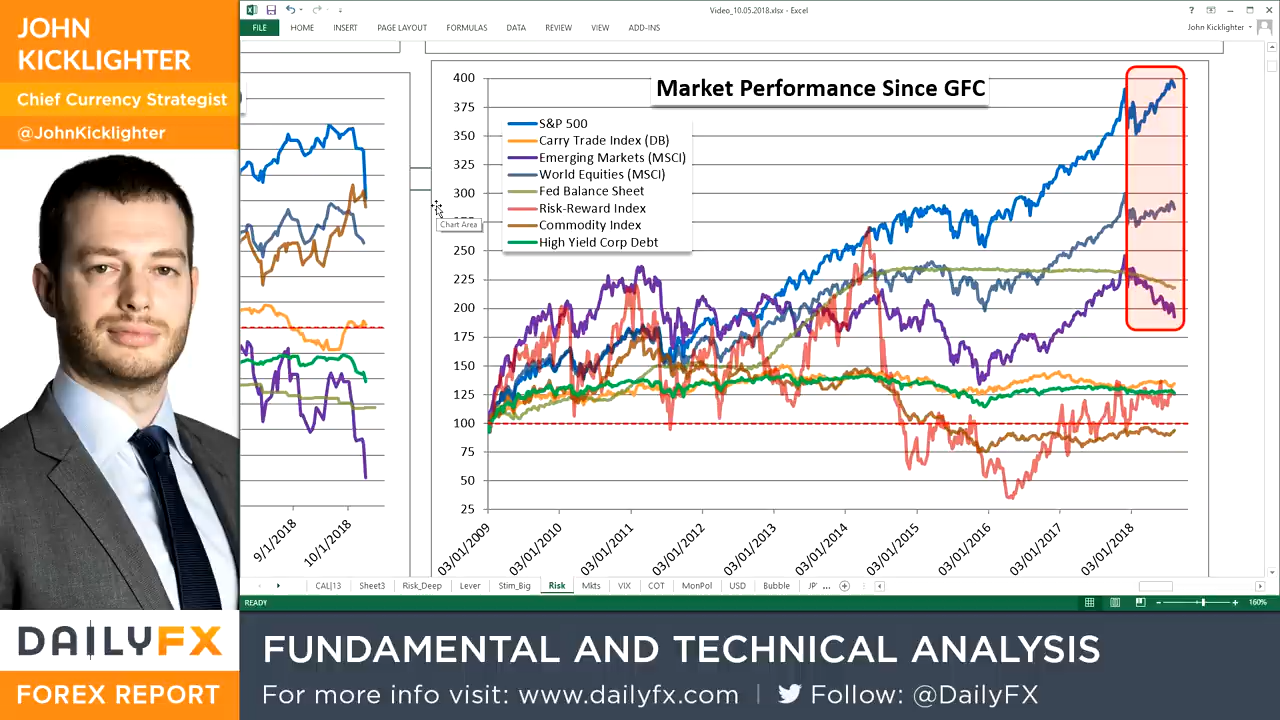 JOHN
KICKLIGHTER
Chief Currency Strategist
@JohnKicklighter
DAILYFX
FOREX REPORT
Video_10.05.2018.xlsx - Excel
FILE HOME INSERT PAGE LAYOUT FORMULAS DATA REVIEW VIEW ADD-INS
John Kicklighter
Market Performance Since GFC
S&P 500
Carry Trade Index (DB)
Emerging Markets (MSCI)
World Equities (MSCI)
Fed Balance Sheet
Risk-Reward Index
Commodity Index
High Yield Corp Debt
400
375
350
325
300
250
225
200
175
150
125
100
75
50
25
Chart Area
9/1/2018 10/1/2018
03/01/2009 03/01/2010 03/01/2011 03/01/2012 03/01/2013 03/01/2014 03/01/2015 03/01/2016 03/01/2017 03/01/2018
CAL|13 Sheet3 Risk_Deep Lever Stim_Big Risk Mkts VIX COT MonPol USD Bubble JP' ...
READY
160%
FUNDAMENTAL AND TECHNICAL ANALYSIS
For more info visit: www.dailyfx.com | Follow: @DailyFX